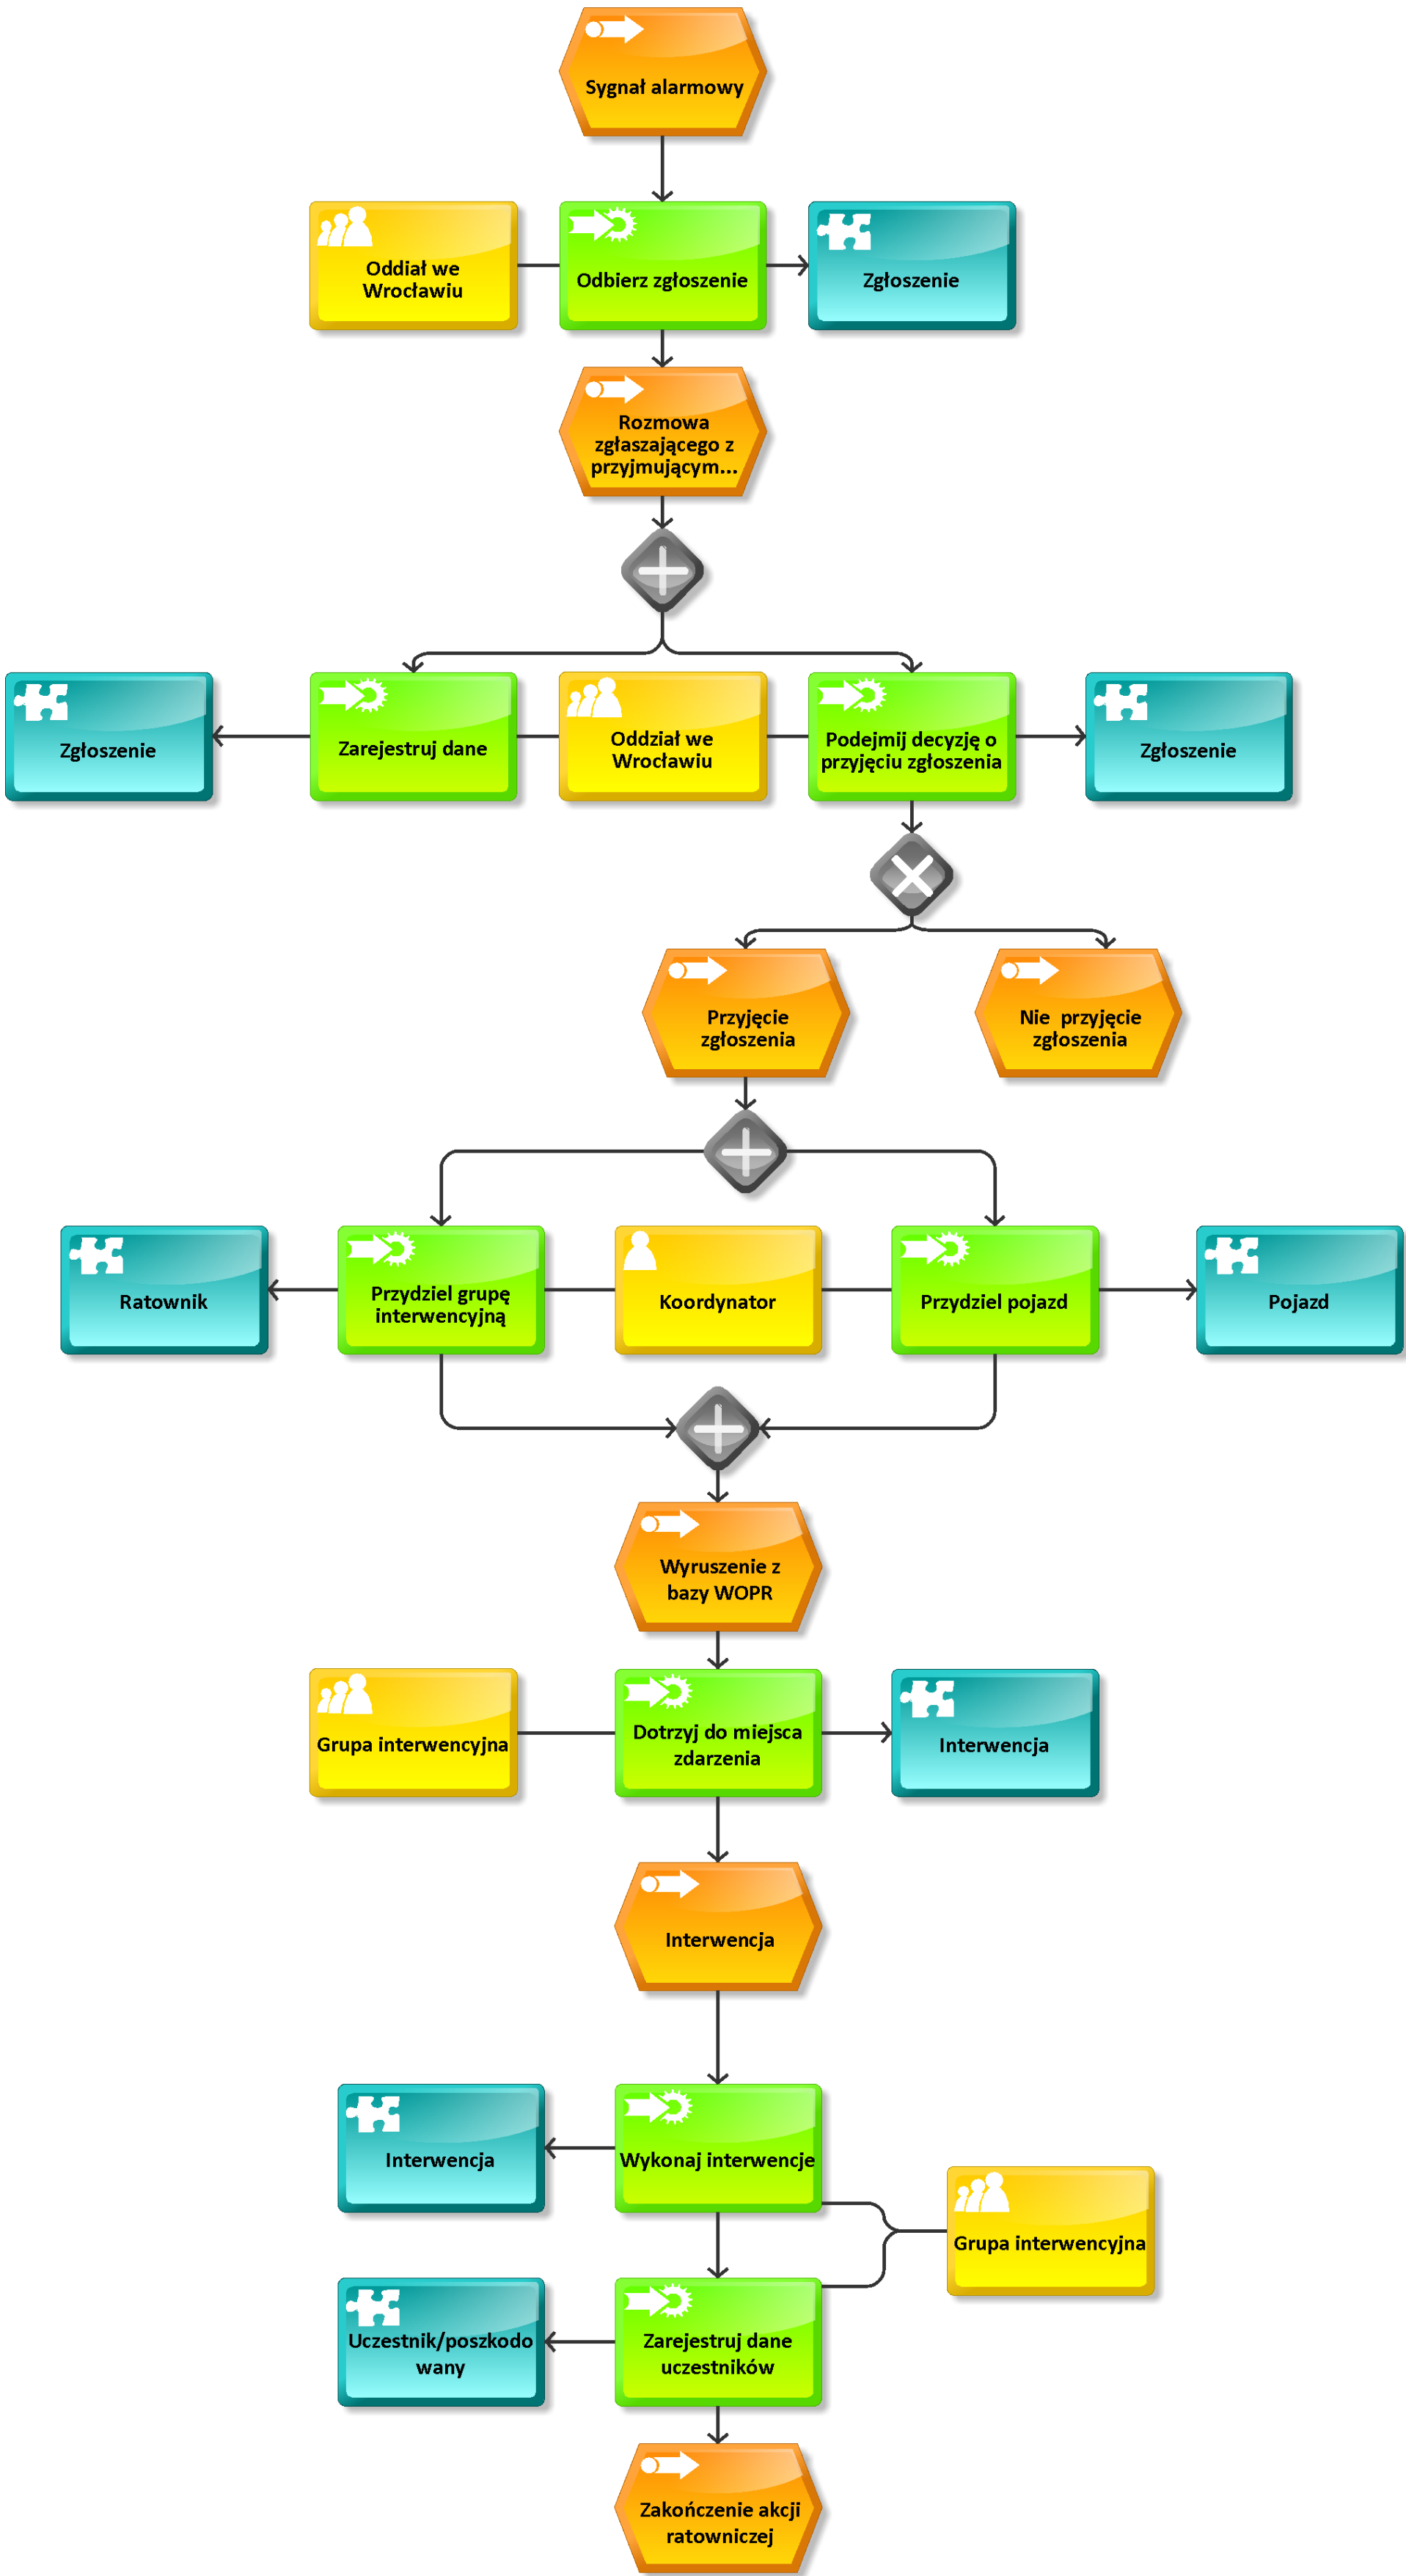 Sygnał alarmowy
Oddiał we
Wrocławiu
Odbierz zgłoszenie
Zgłoszenie
Rozmowa
zgłaszającego z
przyjmującym...
Zgłoszenie
Zarejestruj dane
Oddział we
Wrocławiu
Podejmij decyzję o
przyjęciu zgłoszenia
Zgłoszenie
Przyjęcie
zgłoszenia
Nie przyjęcie
zgłoszenia
Ratownik
Przydziel grupę
interwencyjną
Koordynator
Przydziel pojazd
Pojazd
Wyruszenie z
bazy WOPR
Grupa interwencyjna
Dotrzyj do miejsca
zdarzenia
Interwencja
Interwencja
Interwencja
Wykonaj interwencje
Grupa interwencyjna
Uczestnik/poszkodo
wany
Zarejestruj dane
uczestników
Zakończenie akcji
ratowniczej